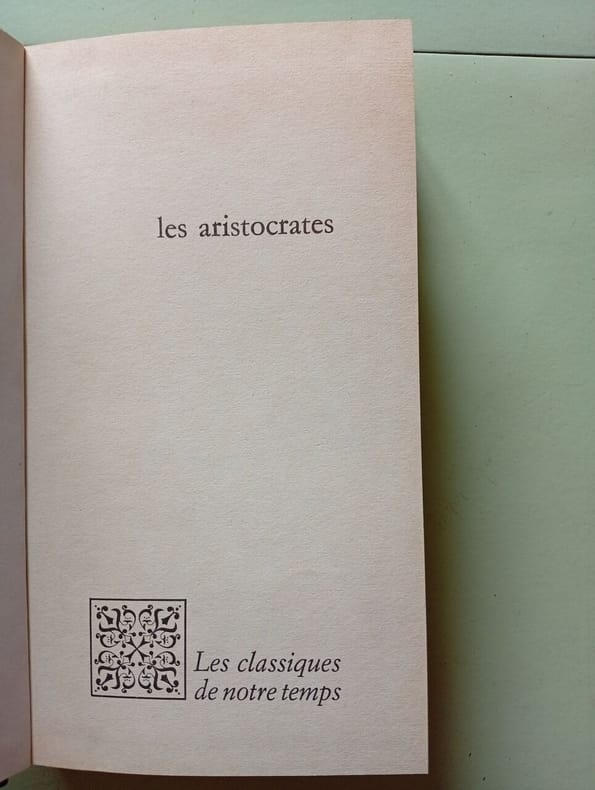 les aristocrates
Les classiques
de notre temps